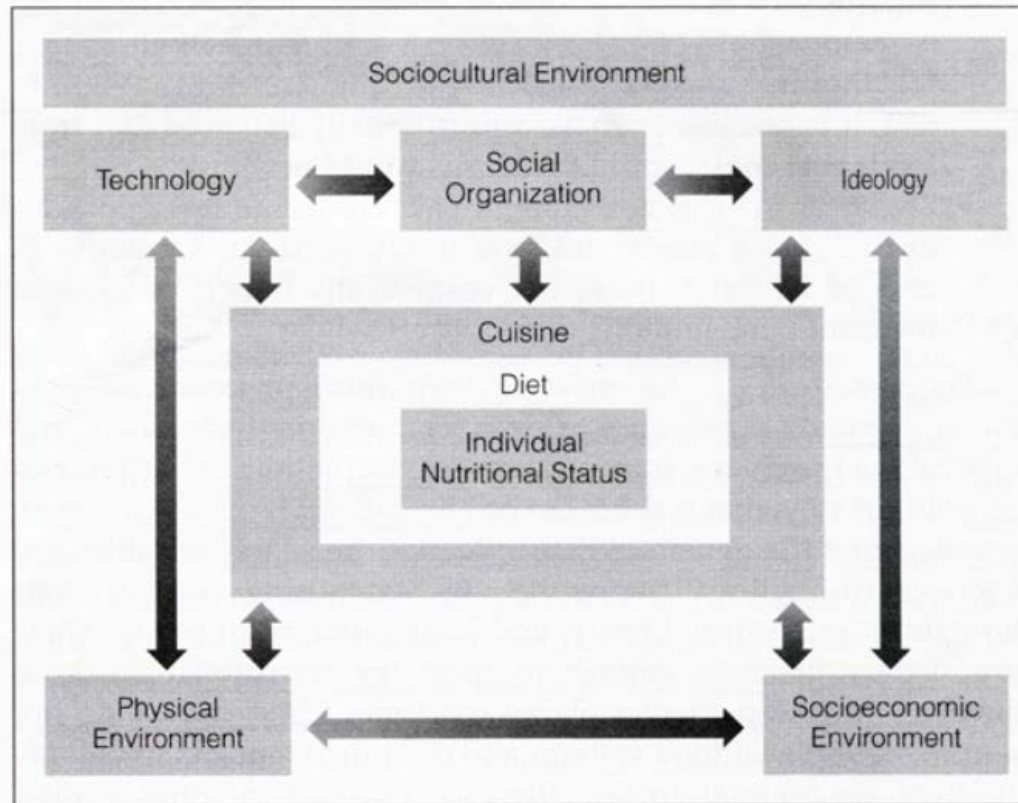 Sociocultural Environment
Technology
Social
Organization
Ideology
Cuisine
Diet
Individual
Nutritional Status
Physical
Environment
Socioeconomic
Environment